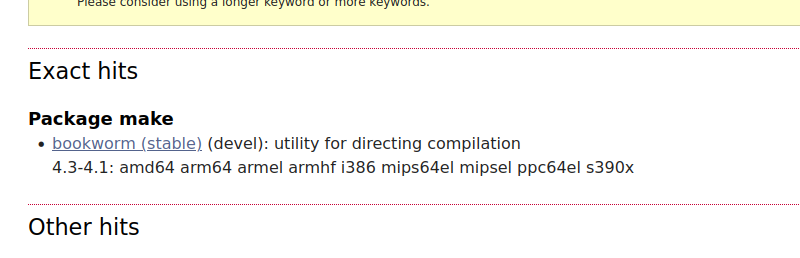 Please consider using a longer keyword or more keywords.
Exact hits
Package make
• bookworm (stable) (devel): utility for directing compilation
4.3-4.1: amd64 arm64 armel armhf i386 mips64el mipsel ppc64el s390x
Other hits